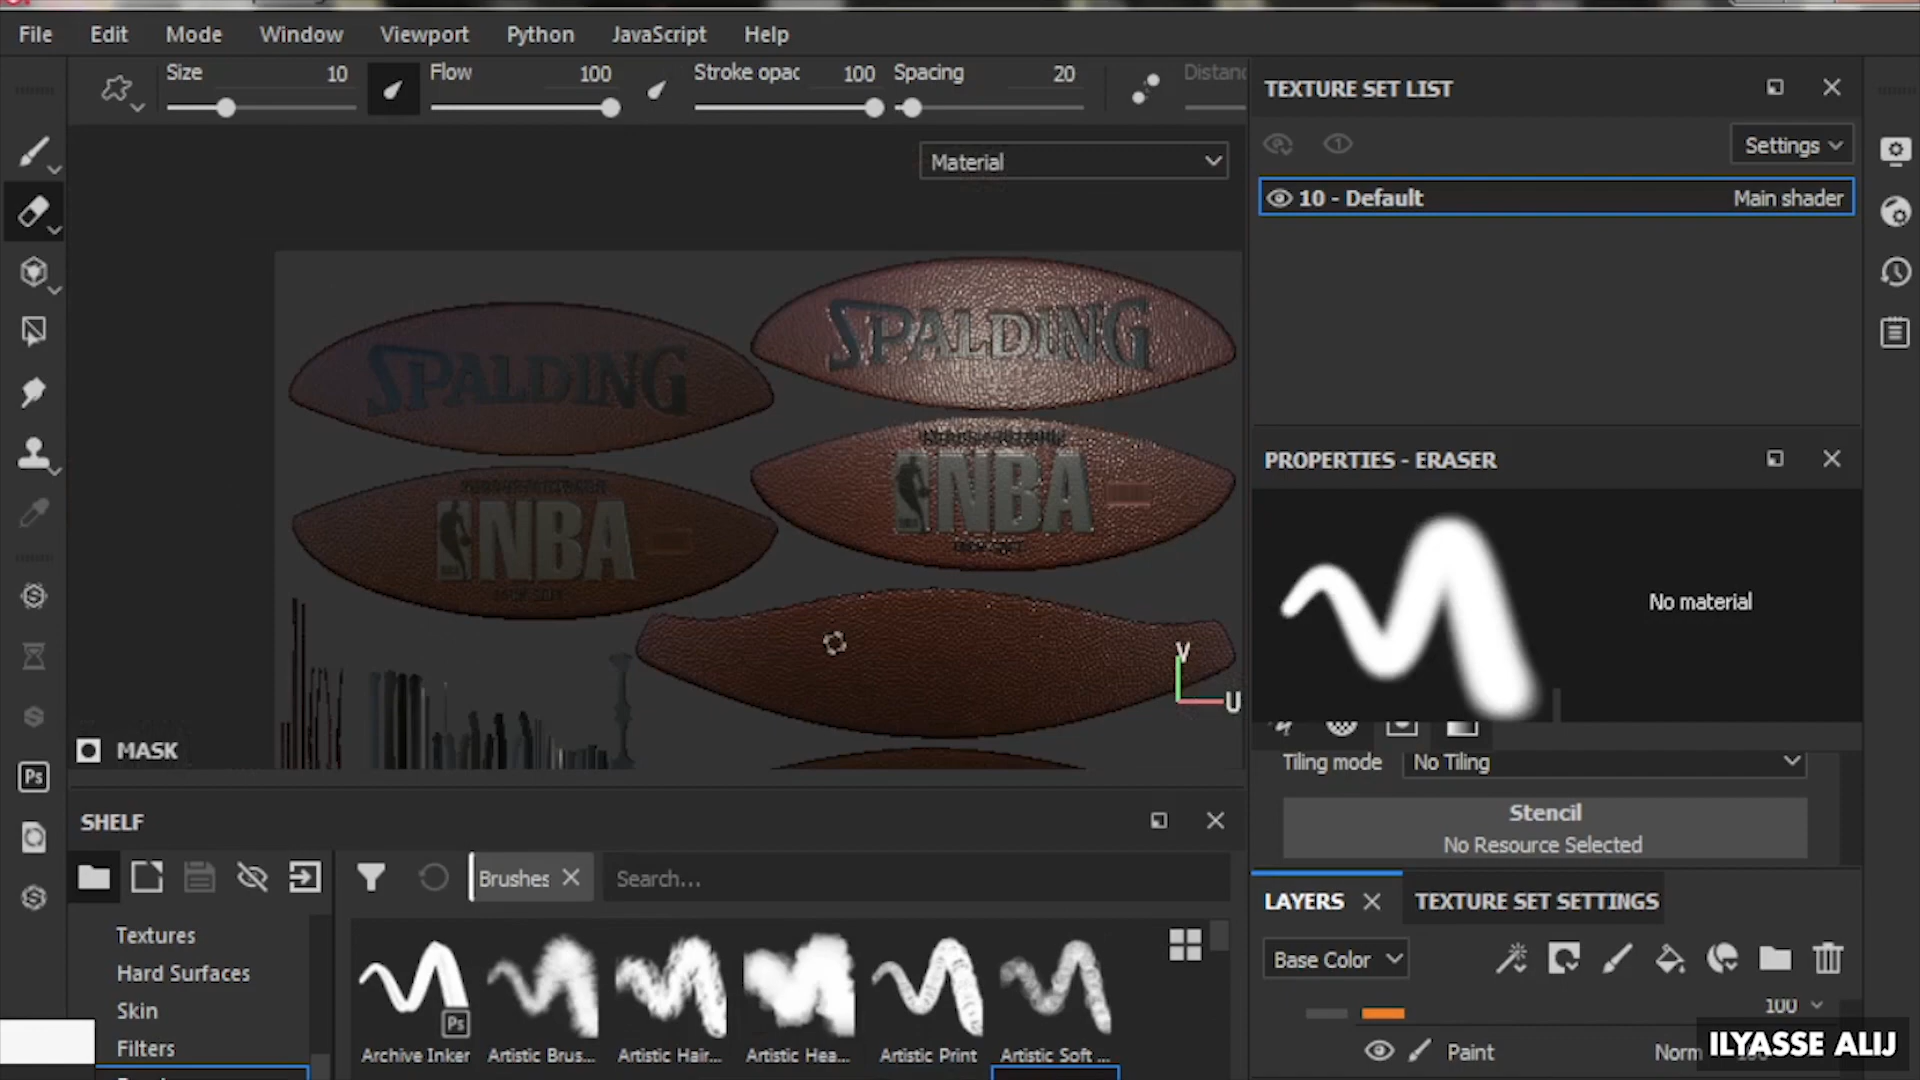 File Edit Mode Window Viewport Python JavaScript Help
Size 10 Flow 100 Stroke opac 100 Spacing 20 Distanc
TEXTURE SET LIST
Material
Settings
10 - Default Main shader
SPALDING
SPALDING
NBA
NBA
PROPERTIES - ERASER
No material
V
U
MASK
Ps
Tiling mode No Tiling
Stencil
No Resource Selected
SHELF
Brushes Search...
LAYERS TEXTURE SET SETTINGS
Base Color
Textures
Hard Surfaces
Skin
Filters
Ps
Archive Inker Artistic Brus... Artistic Hair... Artistic Hea... Artistic Print Artistic Soft ...
100
Paint Norm
ILYASSE ALIJ